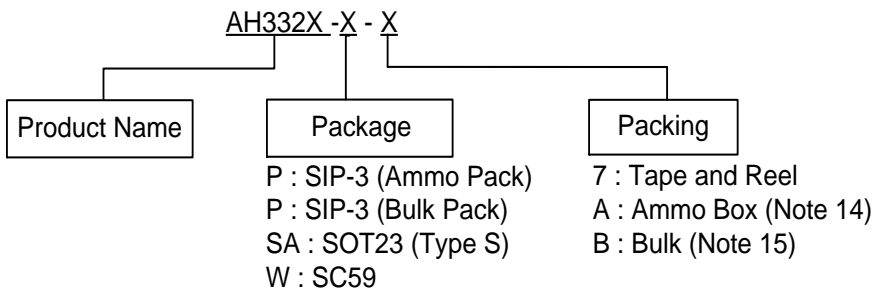 AH332X -X - X
Product Name
Package
Packing
P : SIP-3 (Ammo Pack)
P : SIP-3 (Bulk Pack)
SA : SOT23 (Type S)
W : SC59
7 : Tape and Reel
A : Ammo Box (Note 14)
B : Bulk (Note 15)